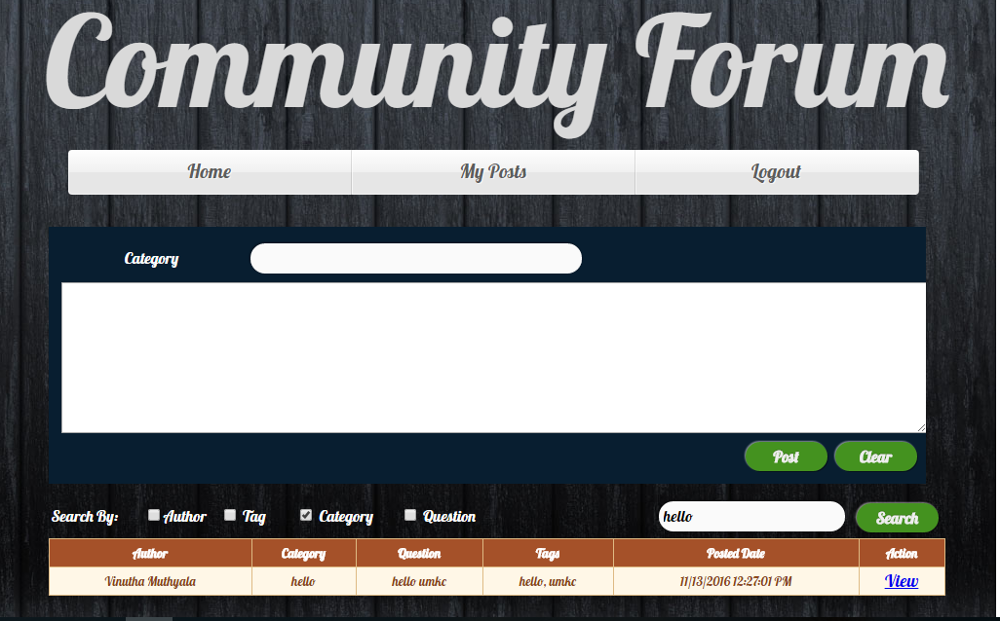 Community Forum
Home My Posts Logout
Category
Post Clear
Search By: Author Tag Category Question hello Search
Author Category Question Tags Posted Date Action
Vinutha Muthyala hello hello umkc hello, umkc 11/13/2016 12:27:01 PM View